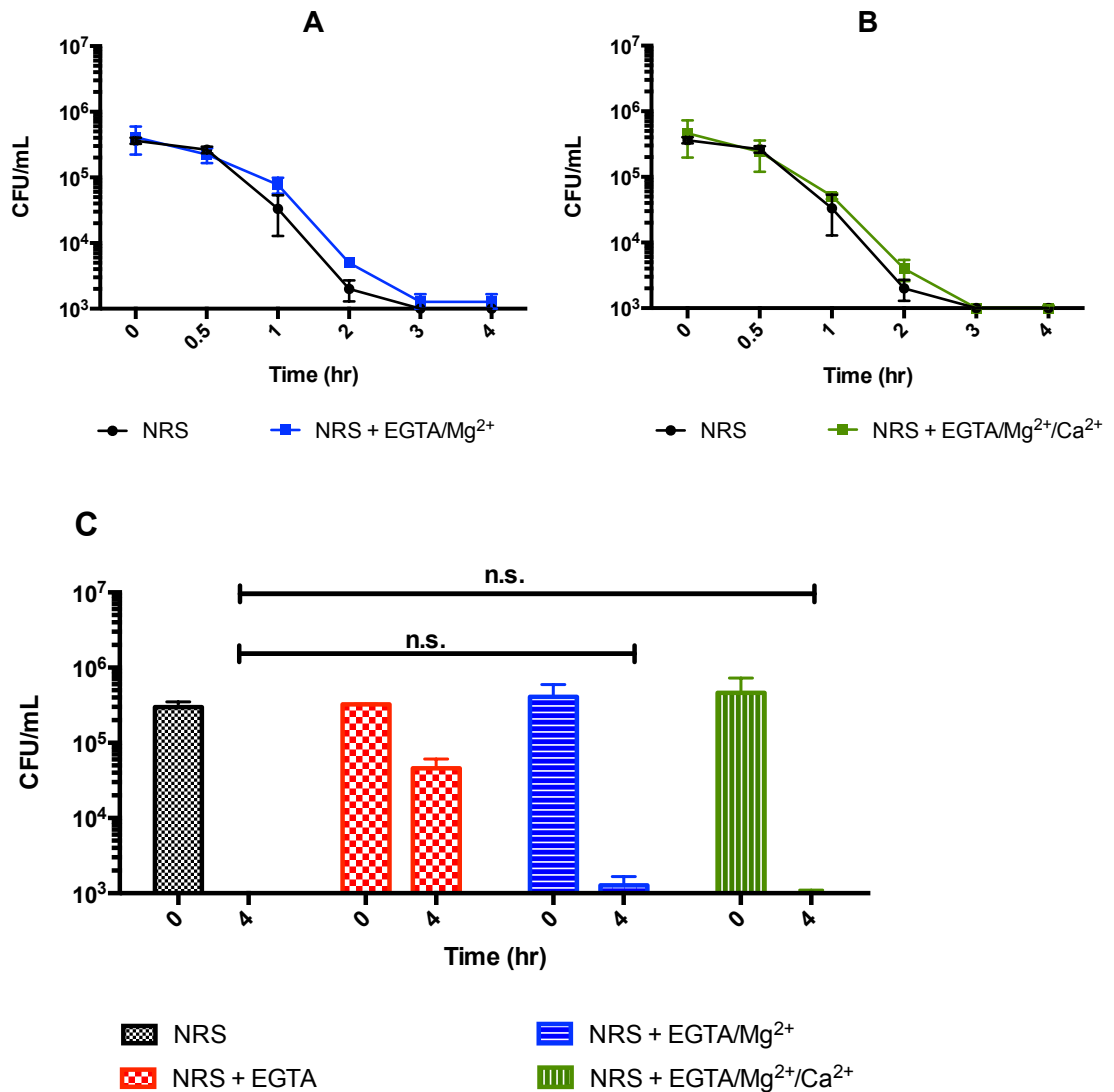 A
B
10⁷
10⁶
10⁵
10⁴
10³
CFU/mL
0
0.5
1
2
3
4
Time (hr)
NRS
NRS + EGTA/Mg²⁺
10⁷
10⁶
10⁵
10⁴
10³
CFU/mL
0
0.5
1
2
3
4
Time (hr)
NRS
NRS + EGTA/Mg²⁺/Ca²⁺
C
n.s.
n.s.
10⁷
10⁶
10⁵
10⁴
10³
CFU/mL
0
4
0
4
0
4
0
4
Time (hr)
NRS
NRS + EGTA/Mg²⁺
NRS + EGTA
NRS + EGTA/Mg²⁺/Ca²⁺